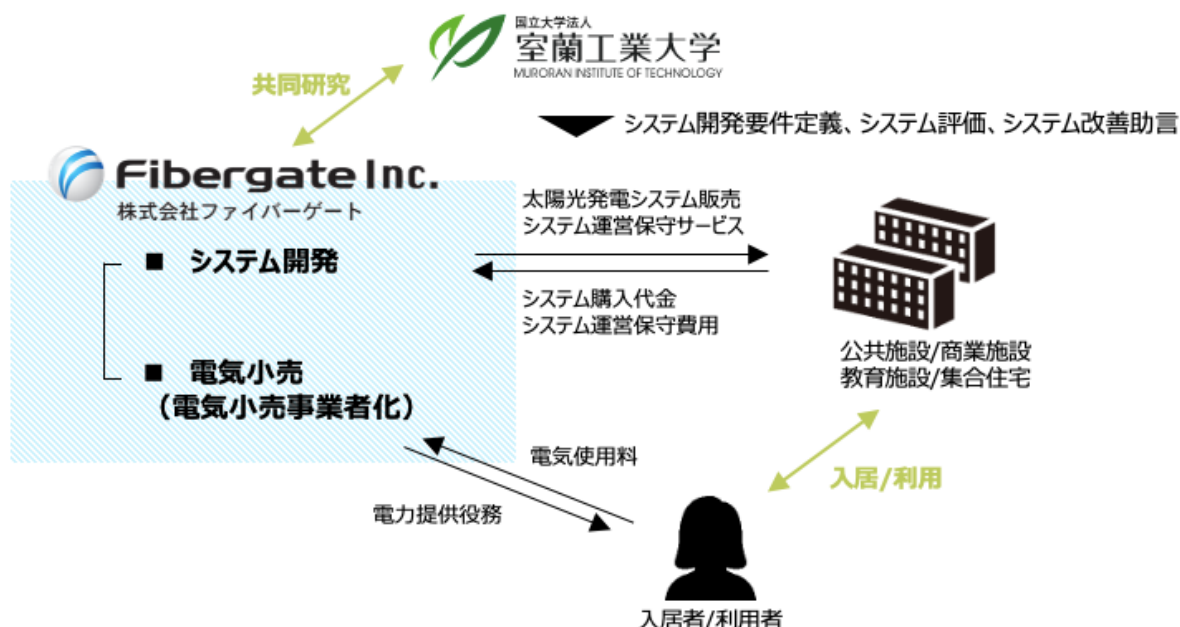 国立大学法人
室蘭工業大学
MURORAN INSTITUTE OF TECHNOLOGY
共同研究
システム開発要件定義、システム評価、システム改善助言
Fibergate Inc.
株式会社ファイバーゲート
■ システム開発
■ 電気小売
（電気小売事業者化）
太陽光発電システム販売
システム運営保守サービス
システム購入代金
システム運営保守費用
公共施設/商業施設
教育施設/集合住宅
電気使用料
電力提供役務
入居/利用
入居者/利用者